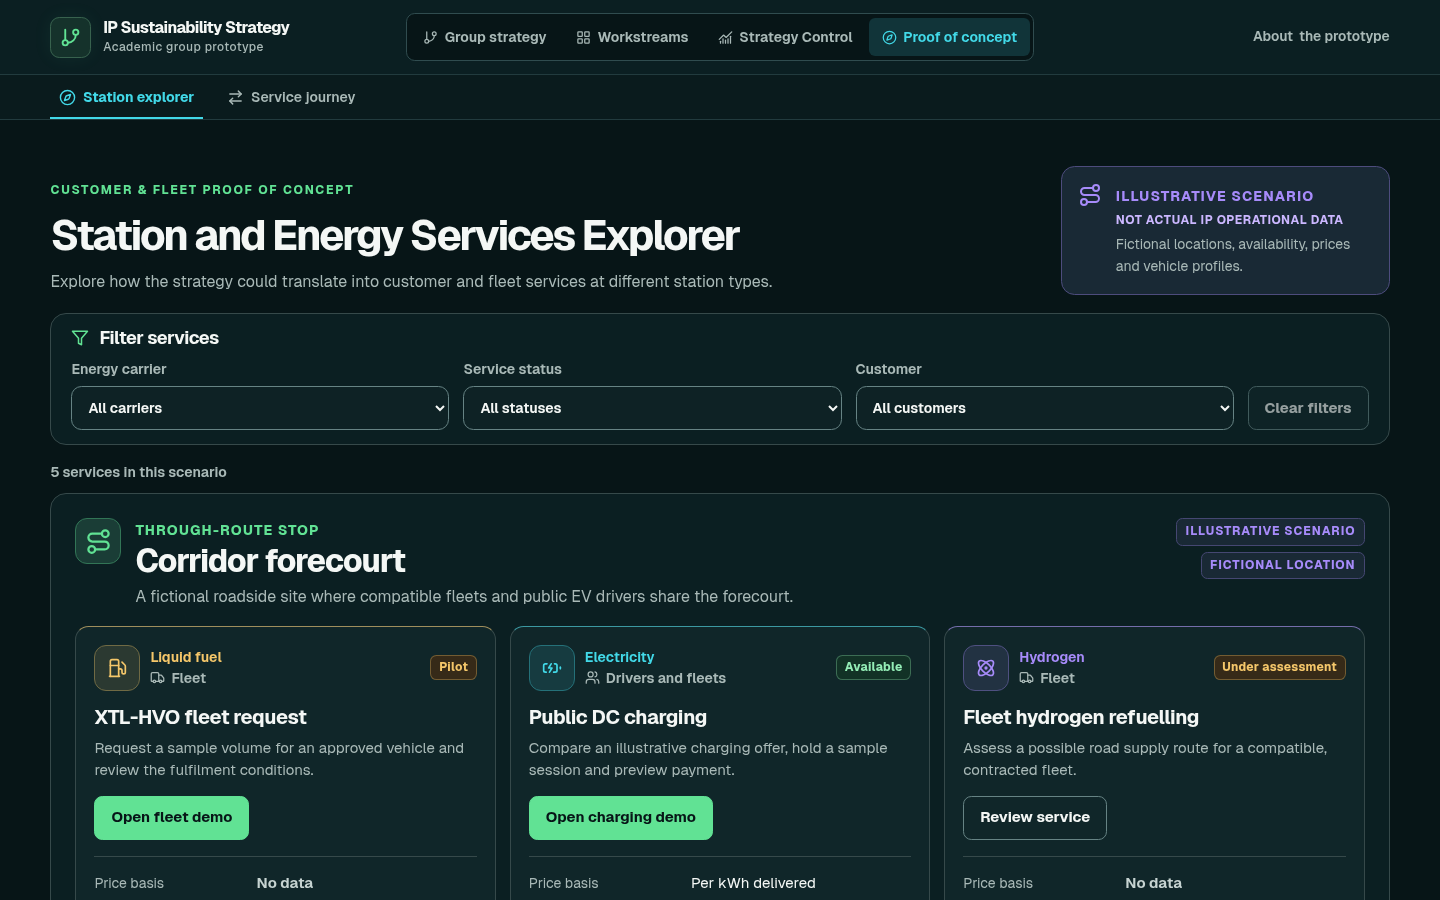 IP Sustainability Strategy
Academic group prototype
Group strategy
Workstreams
Strategy Control
Proof of concept
About the prototype
Station explorer
Service journey
CUSTOMER & FLEET PROOF OF CONCEPT
Station and Energy Services Explorer
Explore how the strategy could translate into customer and fleet services at different station types.
ILLUSTRATIVE SCENARIO
NOT ACTUAL IP OPERATIONAL DATA
Fictional locations, availability, prices
and vehicle profiles.
Filter services
Energy carrier
Service status
Customer
All carriers
All statuses
All customers
Clear filters
5 services in this scenario
THROUGH-ROUTE STOP
Corridor forecourt
A fictional roadside site where compatible fleets and public EV drivers share the forecourt.
ILLUSTRATIVE SCENARIO
FICTIONAL LOCATION
Liquid fuel
Fleet
Pilot
XTL-HVO fleet request
Request a sample volume for an approved vehicle and
review the fulfilment conditions.
Open fleet demo
Price basis No data
Electricity
Drivers and fleets
Available
Public DC charging
Compare an illustrative charging offer, hold a sample
session and preview payment.
Open charging demo
Price basis Per kWh delivered
Hydrogen
Fleet
Under assessment
Fleet hydrogen refuelling
Assess a possible road supply route for a compatible,
contracted fleet.
Review service
Price basis No data